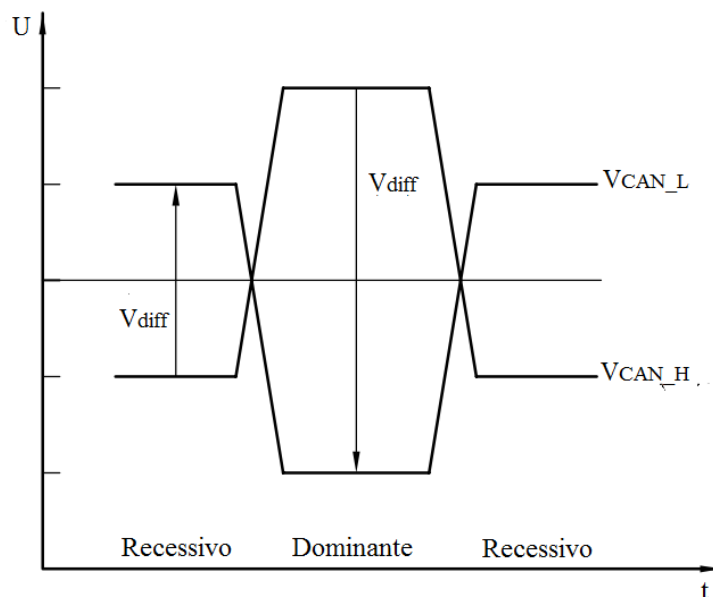 U
Vdiff
VCAN_L
Vdiff
VCAN_H
Recessivo Dominante Recessivo
t